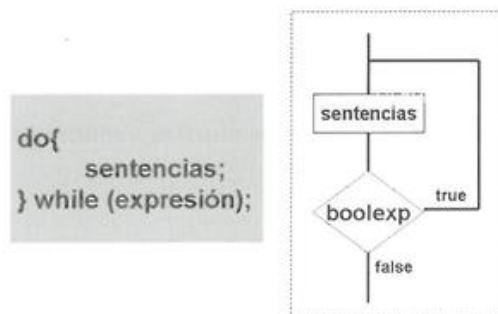 do{
sentencias;
} while (expresión);
sentencias
boolexp
true
false